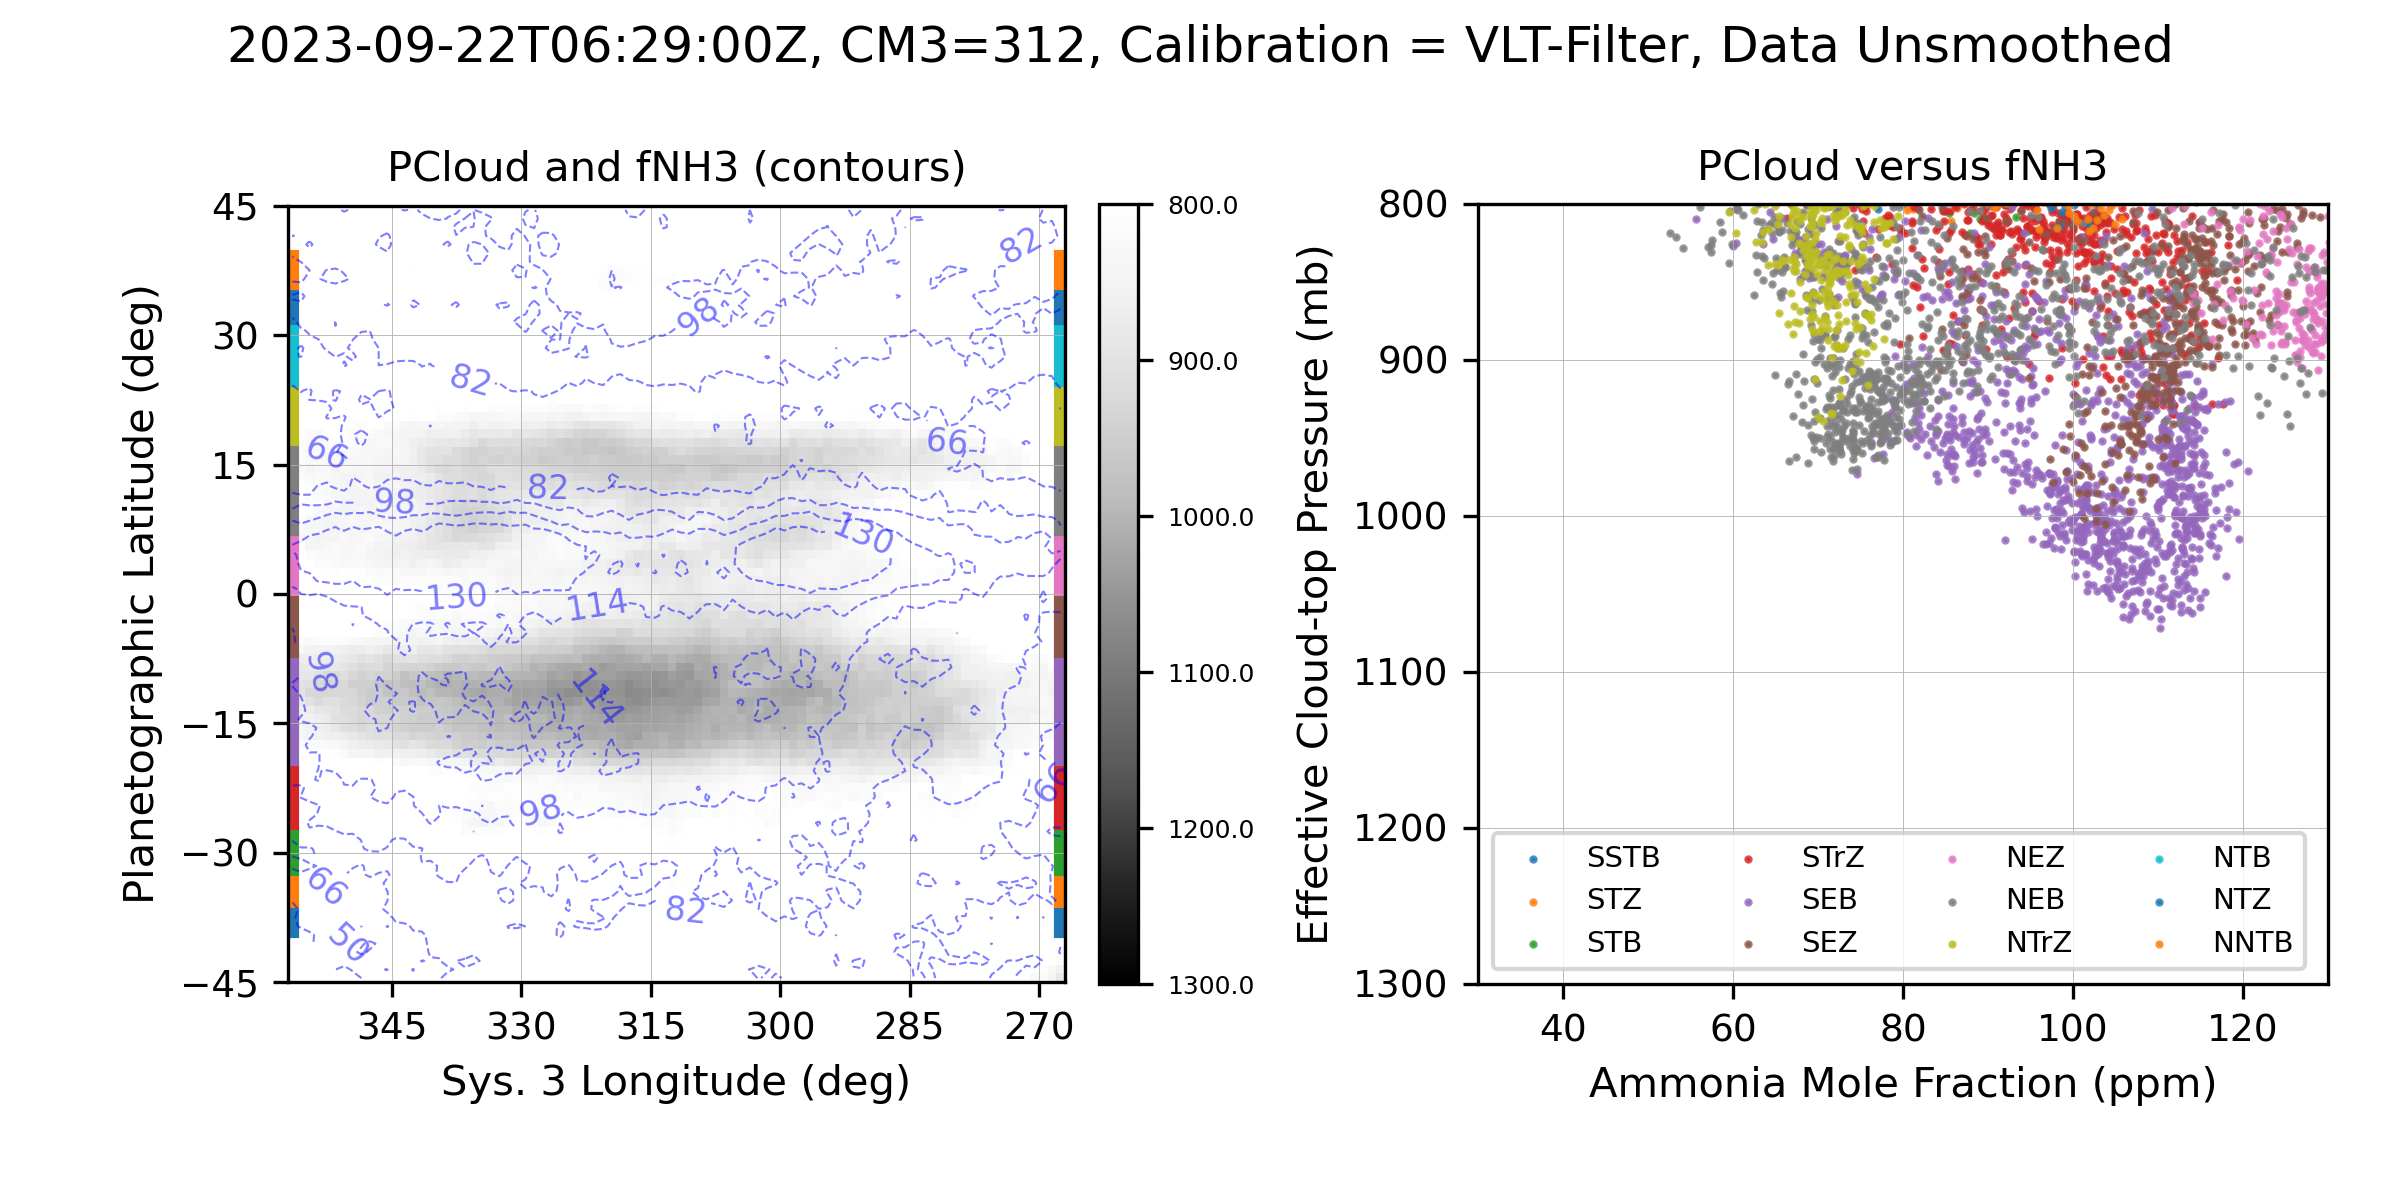 2023-09-22T06:29:00Z, CM3=312, Calibration = VLT-Filter, Data Unsmoothed
PCloud and fNH3 (contours)
Planetographic Latitude (deg)
45
30
15
0
−15
−30
−45
345
330
315
300
285
270
Sys. 3 Longitude (deg)
82
98
82
66
66
82
98
130
130
114
98
114
98
66
66
82
50
800.0
900.0
1000.0
1100.0
1200.0
1300.0
PCloud versus fNH3
Effective Cloud-top Pressure (mb)
800
900
1000
1100
1200
1300
40
60
80
100
120
Ammonia Mole Fraction (ppm)
SSTB
STZ
STB
STrZ
SEB
SEZ
NEZ
NEB
NTrZ
NTB
NTZ
NNTB